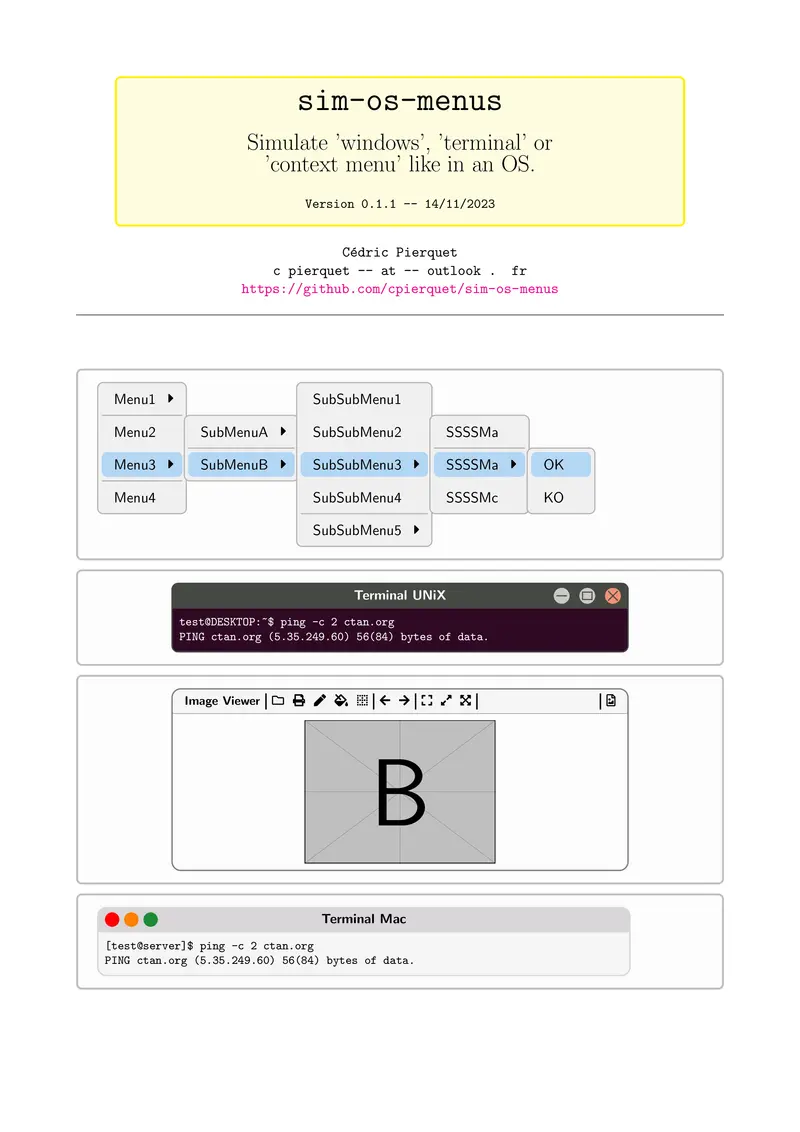 sim-os-menus
Simulate 'windows', 'terminal' or
'context menu' like in an OS.
Version 0.1.1 -- 14/11/2023
Cédric Pierquet
c pierquet -- at -- outlook . fr
https://github.com/cpierquet/sim-os-menus
Menu1
Menu2
Menu3
Menu4
SubMenuA
SubMenuB
SubSubMenu1
SubSubMenu2
SubSubMenu3
SubSubMenu4
SubSubMenu5
SSSSMa
SSSSMa
SSSSMc
OK
KO
Terminal UNiX
test@DESKTOP:~$ ping -c 2 ctan.org
PING ctan.org (5.35.249.60) 56(84) bytes of data.
Image Viewer
B
Terminal Mac
[test@server]$ ping -c 2 ctan.org
PING ctan.org (5.35.249.60) 56(84) bytes of data.